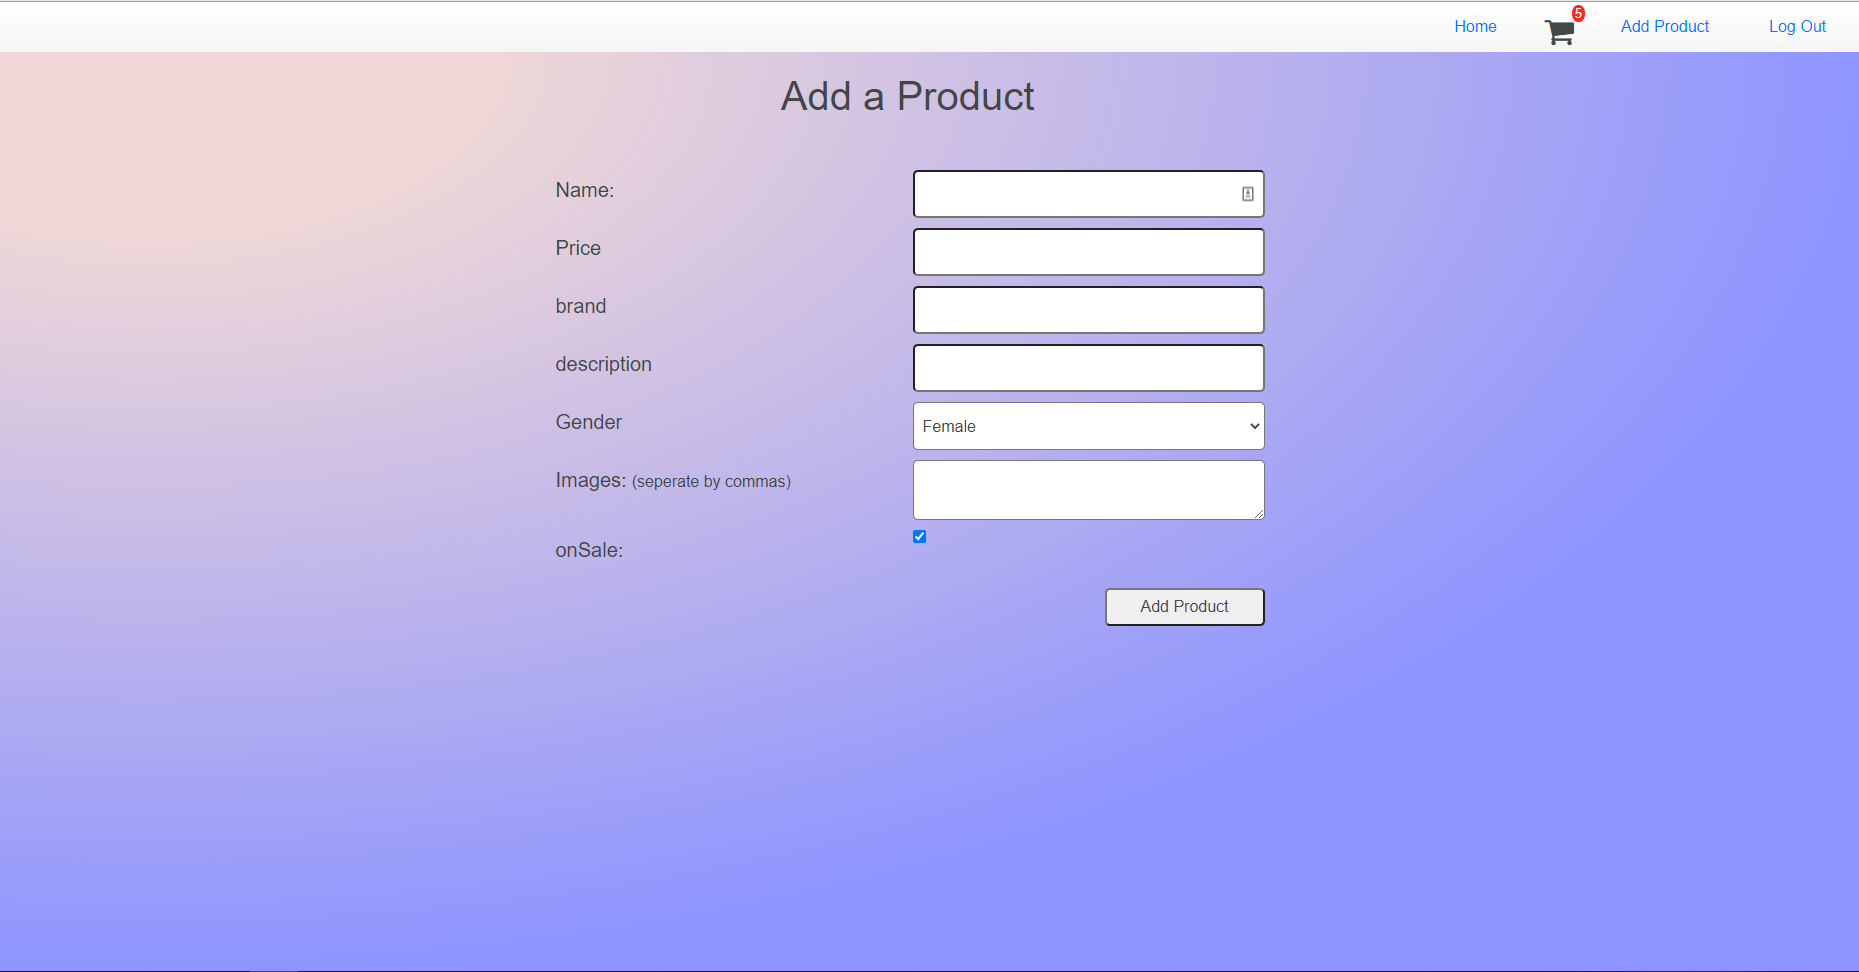 Home 5 Add Product Log Out
Add a Product
Name:
Price
brand
description
Gender Female
Images: (seperate by commas)
onSale:
Add Product